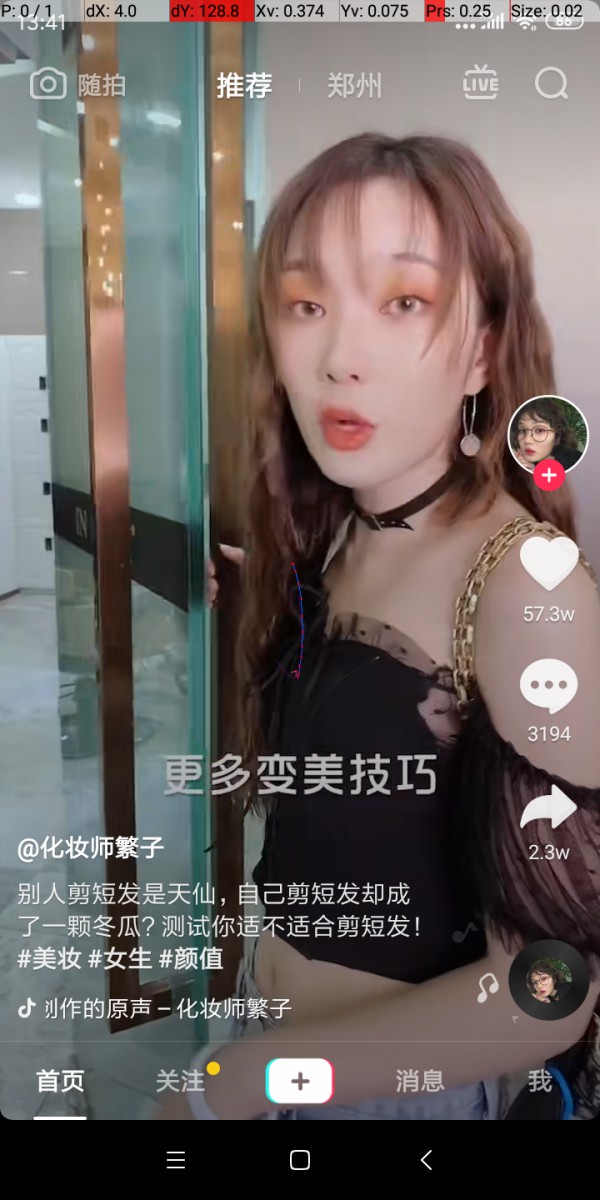 P: 0 / 1 dX: 4.0 dY: 128.8 Xv: 0.374 Yv: 0.075 Prs: 0.25 Size: 0.02
13:41 66
随拍 推荐 郑州 LIVE
57.3w
3194
更多变美技巧
2.3w
@化妆师繁子
别人剪短发是天仙，自己剪短发却成
了一颗冬瓜？测试你适不适合剪短发！
#美妆 #女生 #颜值
创作的原声 – 化妆师繁子
首页 关注 消息 我